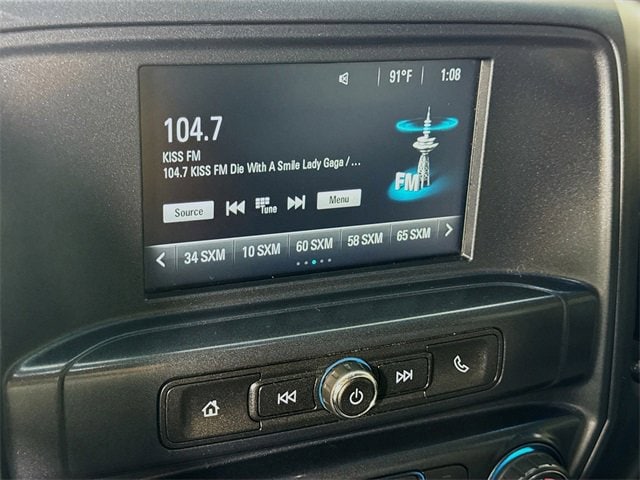 91°F 1:08
104.7
KISS FM
104.7 KISS FM Die With A Smile Lady Gaga / ...
FM
Source Tune Menu
34 SXM 10 SXM 60 SXM 58 SXM 65 SXM